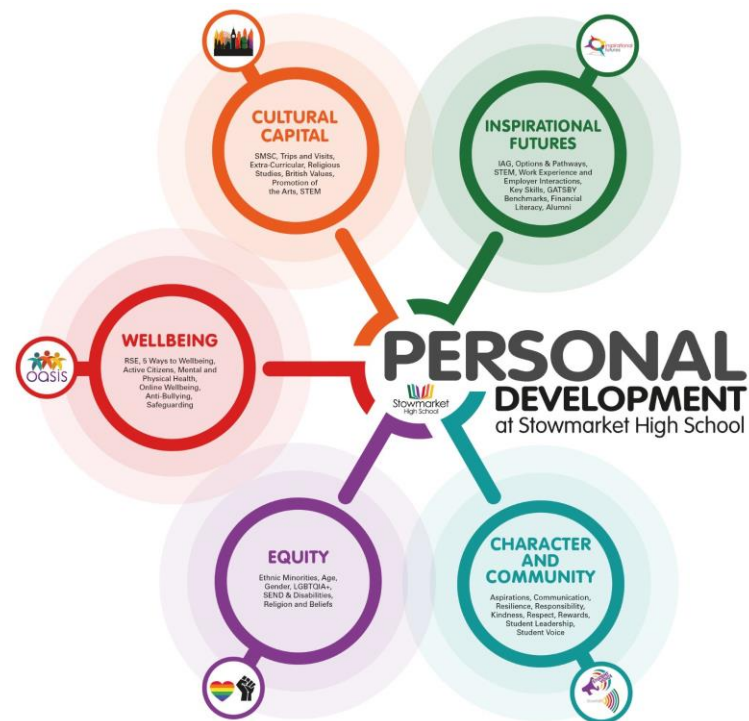 CULTURAL
CAPITAL
SMSC, Trips and Visits,
Extra-Curricular, Religious
Studies, British Values,
Promotion of
the Arts, STEM
inspirational
futures
INSPIRATIONAL
FUTURES
IAG, Options & Pathways,
STEM, Work Experience and
Employer Interactions,
Key Skills, GATSBY
Benchmarks, Financial
Literacy, Alumni
oasis
WELLBEING
RSE, 5 Ways to Wellbeing,
Active Citizens, Mental and
Physical Health,
Online Wellbeing,
Anti-Bullying,
Safeguarding
PERSONAL
DEVELOPMENT
at Stowmarket High School
Stowmarket
High School
EQUITY
Ethnic Minorities, Age,
Gender, LGBTQIA+,
SEND & Disabilities,
Religion and Beliefs
CHARACTER
AND
COMMUNITY
Aspirations, Communication,
Resilience, Responsibility,
Kindness, Respect, Rewards,
Student Leadership,
Student Voice